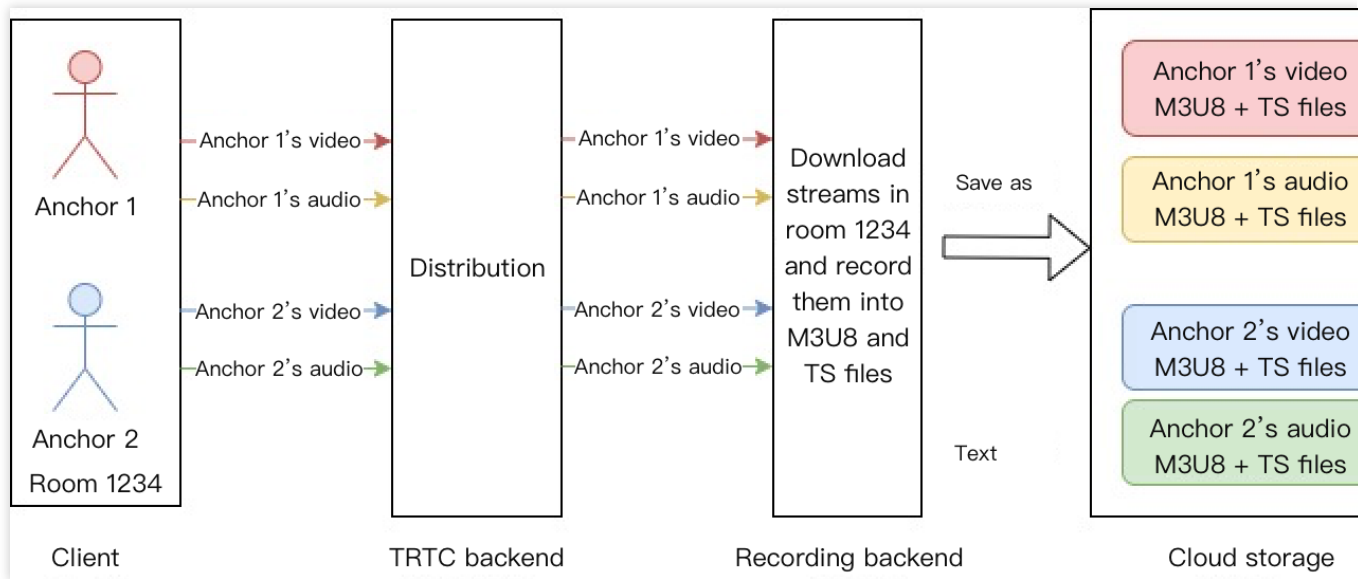 Anchor 1
Anchor 2
Room 1234
Client
Anchor 1's video
Anchor 1's audio
Anchor 2's video
Anchor 2's audio
Distribution
TRTC backend
Anchor 1's video
Anchor 1's audio
Anchor 2's video
Anchor 2's audio
Download
streams in
room 1234
and record
them into
M3U8 and
TS files
Recording backend
Save as
Text
Anchor 1's video
M3U8 + TS files
Anchor 1's audio
M3U8 + TS files
Anchor 2's video
M3U8 + TS files
Anchor 2's audio
M3U8 + TS files
Cloud storage